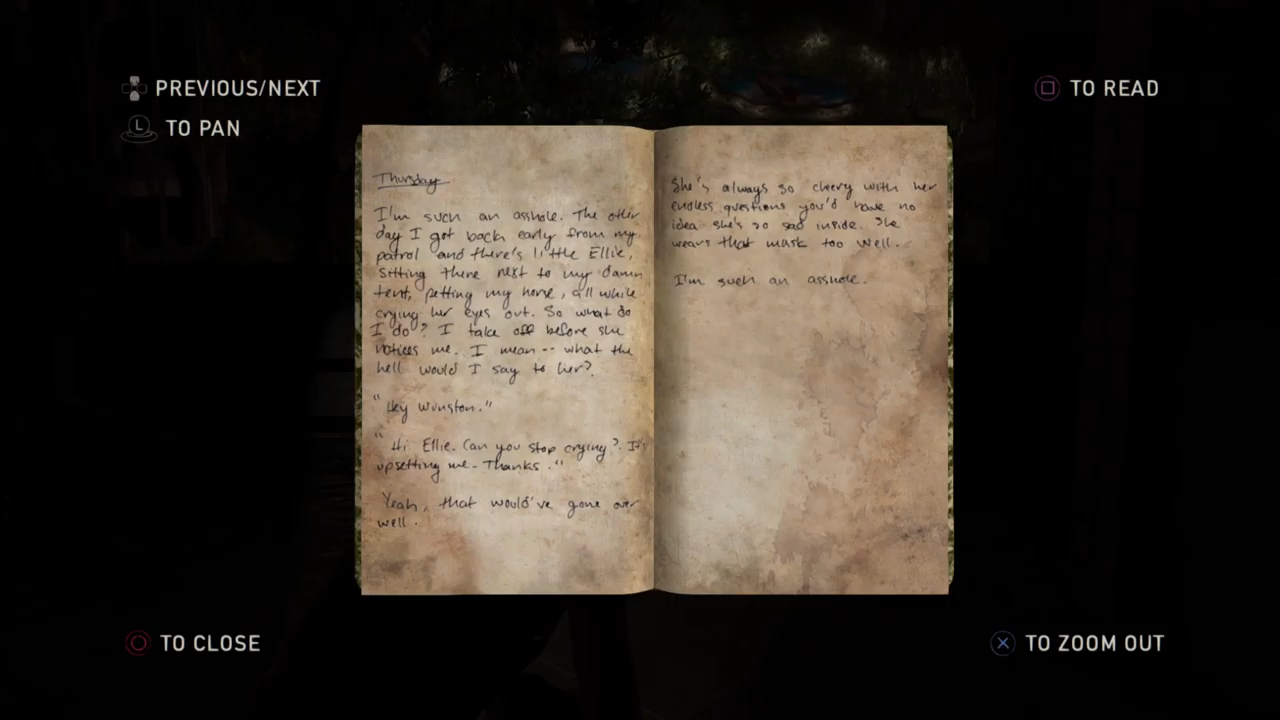 PREVIOUS/NEXT
L TO PAN
TO READ
Thursday
I'm such an asshole. The other
day I got back early from my
patrol and there's little Ellie,
sitting there next to my damn
tent, petting my horse, all while
crying her eyes out. So what do
I do? I take off before she
notices me. I mean -- what the
hell would I say to her?
"Hey Winston."
"Hi Ellie. Can you stop crying? It's
upsetting me. Thanks."
Yeah, that would've gone over
well.
She's always so cheery with her
endless questions you'd have no
idea she's so sad inside. She
wears that mask too well.
I'm such an asshole.
TO CLOSE
TO ZOOM OUT